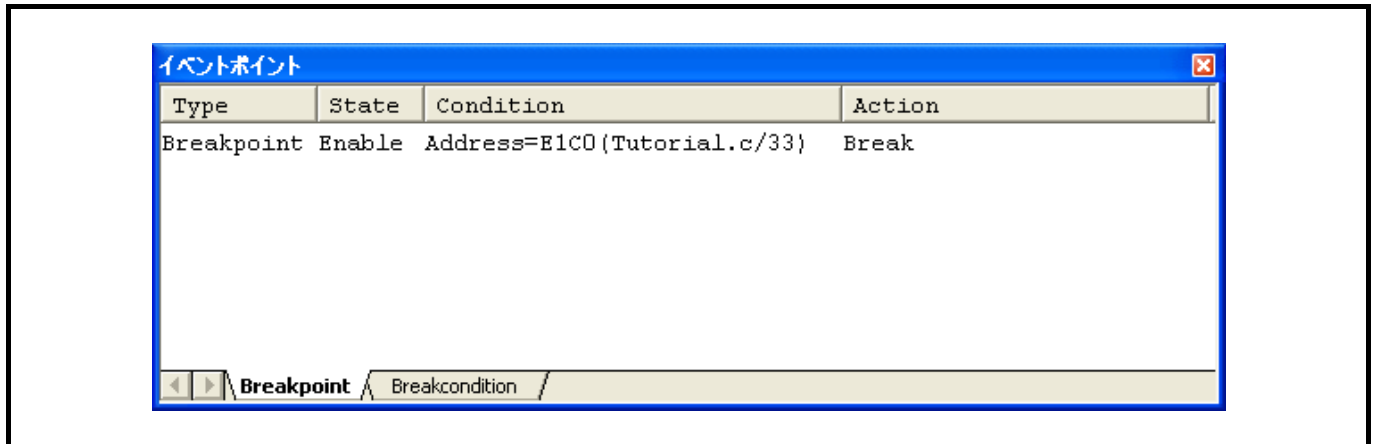 イベントポイント
Type State Condition Action
Breakpoint Enable Address=E1C0(Tutorial.c/33) Break
Breakpoint Breakcondition